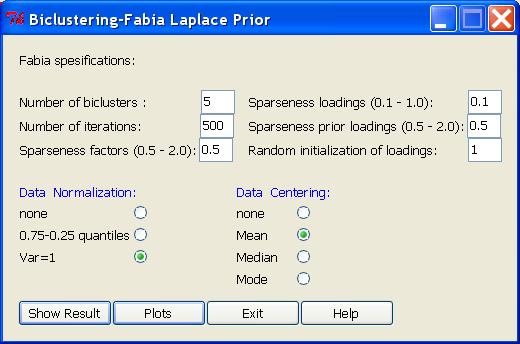 Biclustering-Fabia Laplace Prior
Fabia spesifications:
Number of biclusters : 5 Sparseness loadings (0.1 - 1.0): 0.1
Number of iterations: 500 Sparseness prior loadings (0.5 - 2.0): 0.5
Sparseness factors (0.5 - 2.0): 0.5 Random initialization of loadings: 1
Data Normalization: Data Centering:
none none
0.75-0.25 quantiles Mean
Var=1 Median
Mode
Show Result Plots Exit Help